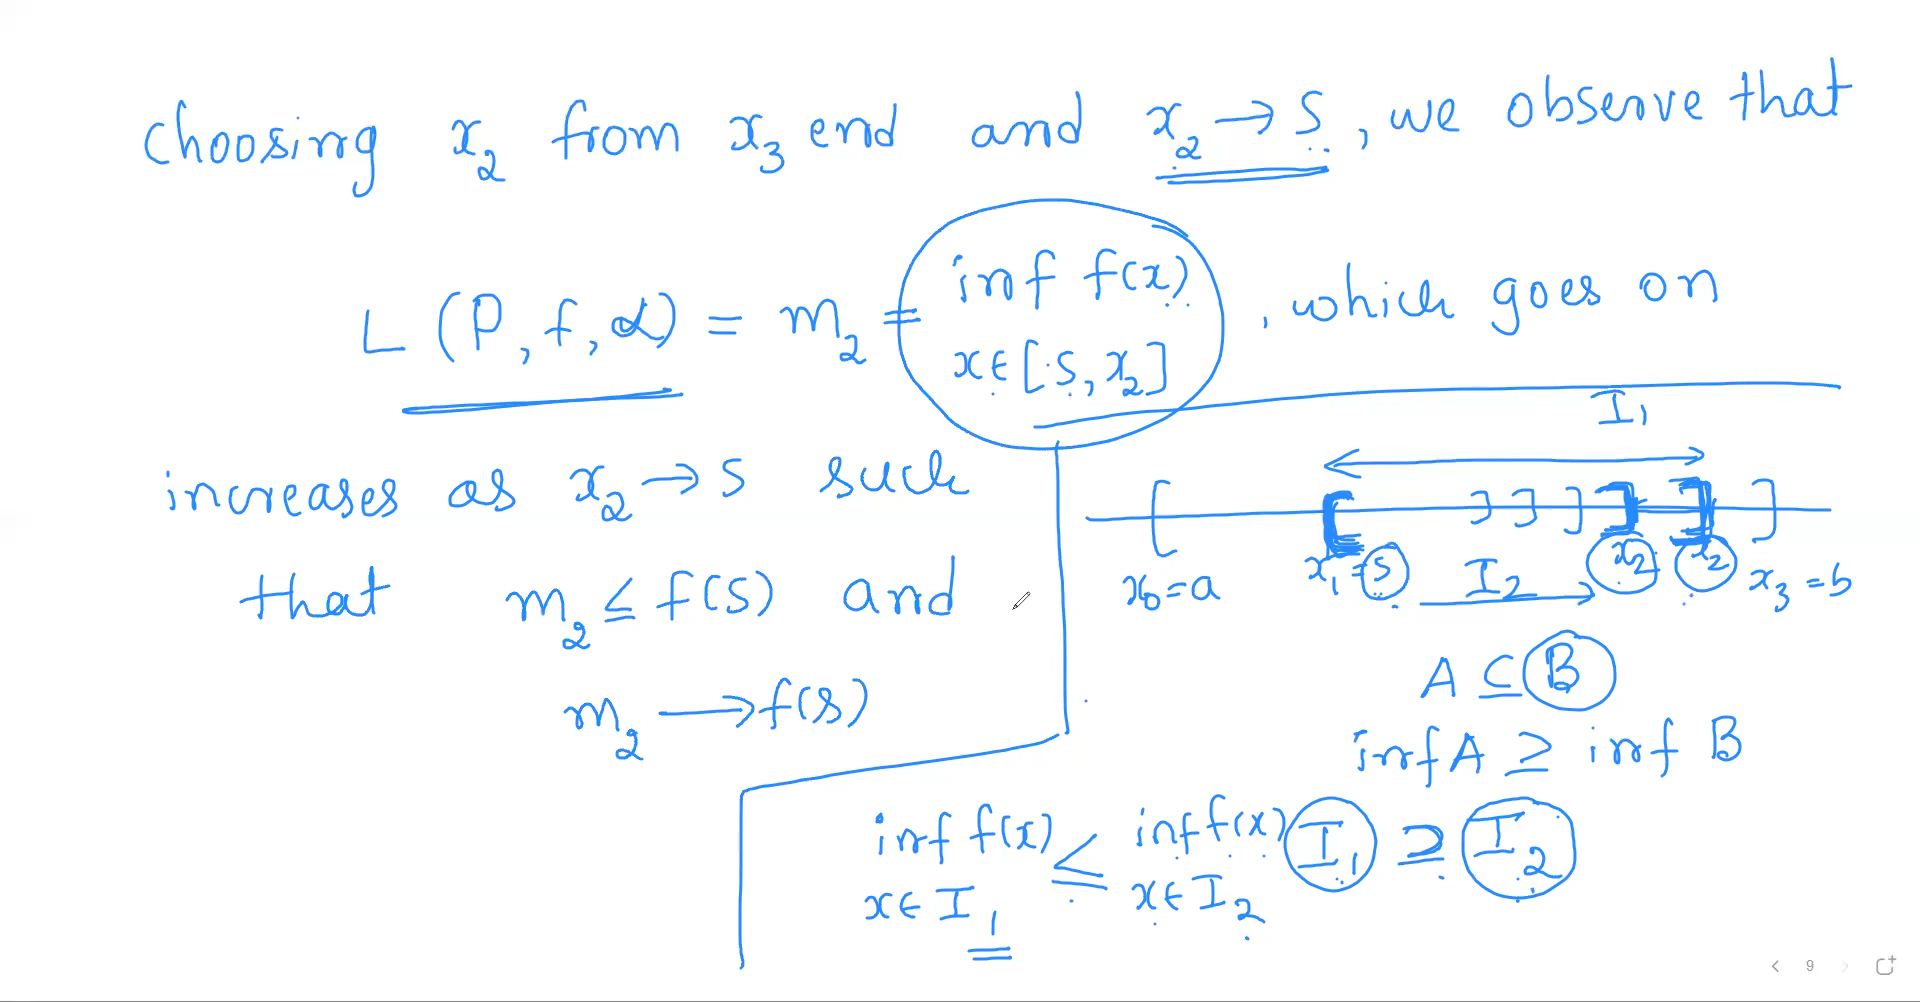 choosing x₂ from x₃ end and x₂ → s, we observe that
L (P, f, α) = m₂ = inf f(x) , which goes on
x ∈ [s, x₂]
increases as x₂ → s such
that m₂ ≤ f(s) and
m₂ → f(s)
I₁
[ [ ] ] ] ] ] ]
x₀ = a x₁ = s I₂ x₂ x₂ x₃ = b
A ⊆ B
inf A ≥ inf B
inf f(x) ≤ inf f(x) I₁ ⊇ I₂
x ∈ I₁ x ∈ I₂
9